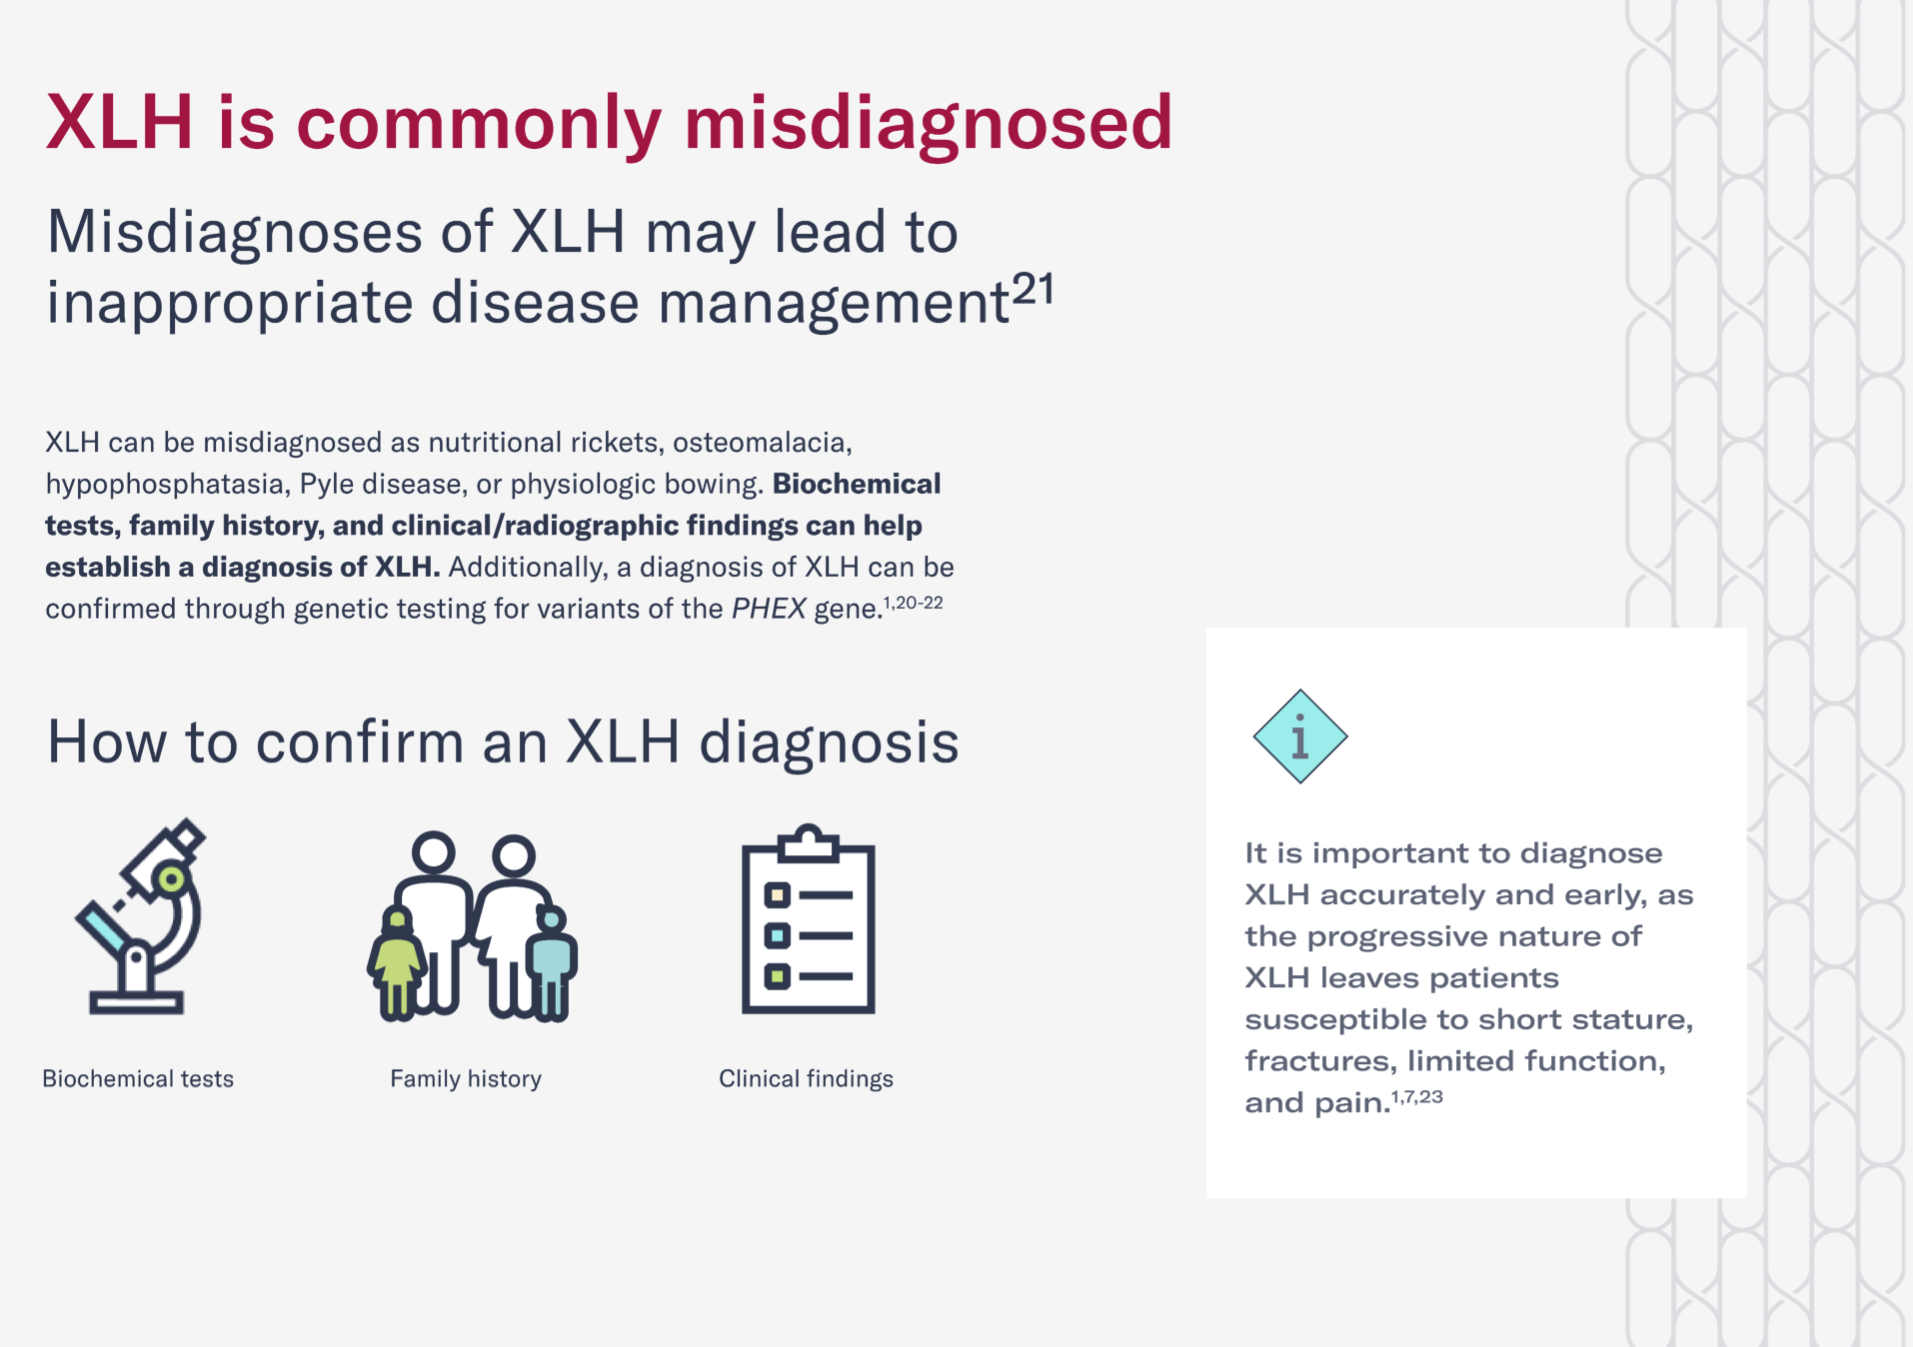 XLH is commonly misdiagnosed
Misdiagnoses of XLH may lead to
inappropriate disease management21
XLH can be misdiagnosed as nutritional rickets, osteomalacia,
hypophosphatasia, Pyle disease, or physiologic bowing. Biochemical
tests, family history, and clinical/radiographic findings can help
establish a diagnosis of XLH. Additionally, a diagnosis of XLH can be
confirmed through genetic testing for variants of the PHEX gene.1,20-22
How to confirm an XLH diagnosis
Biochemical tests
Family history
Clinical findings
i
It is important to diagnose
XLH accurately and early, as
the progressive nature of
XLH leaves patients
susceptible to short stature,
fractures, limited function,
and pain.1,7,23